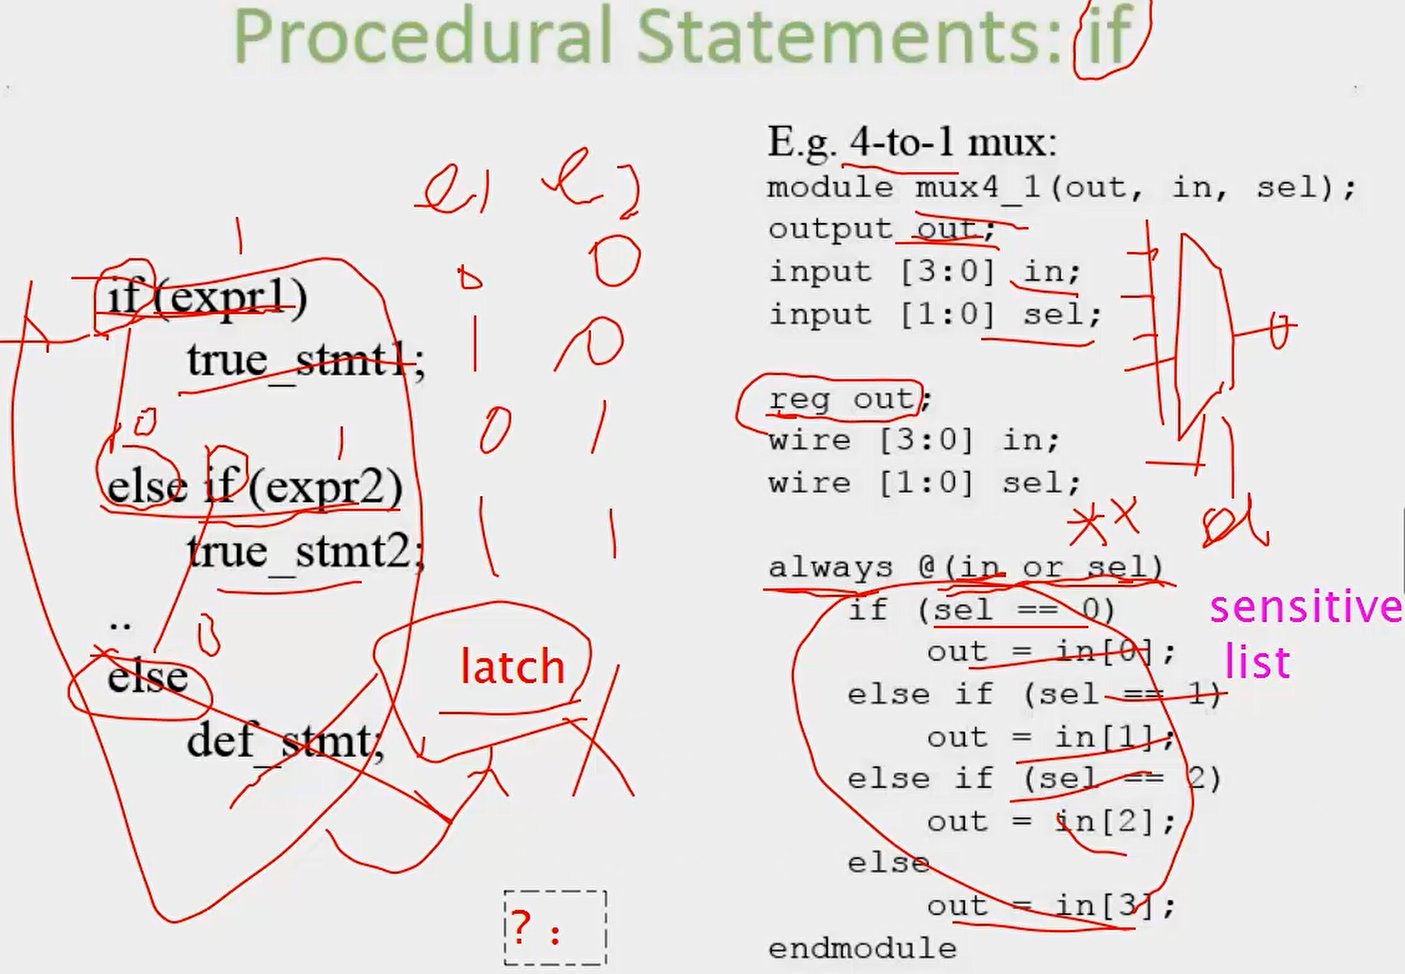 Procedural Statements: if
if (expr1)
true_stmt1;
else if (expr2)
true_stmt2;
..
else
def_stmt;
e1 e2
0 0
1 0
0 1
1 1
1
0
1
0
latch
? :
E.g. 4-to-1 mux:
module mux4_1(out, in, sel);
output out;
input [3:0] in;
input [1:0] sel;
reg out;
wire [3:0] in;
wire [1:0] sel;
always @(in or sel)
if (sel == 0)
out = in[0];
else if (sel == 1)
out = in[1];
else if (sel == 2)
out = in[2];
else
out = in[3];
endmodule
sensitive
list